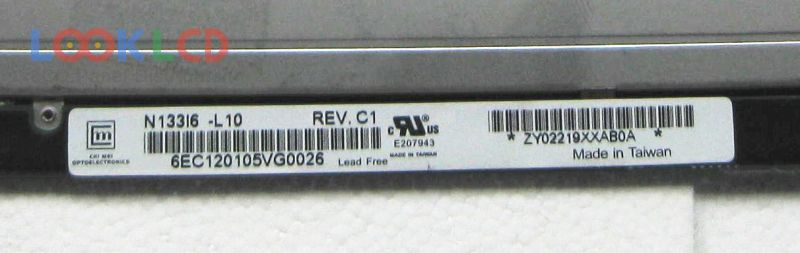 LOOKLCD
CHI MEI
OPTOELECTRONICS
N133I6 -L10 REV. C1
6EC120105VG0026 Lead Free
c RU US
E207943
MADE IN TAIWAN
* ZY02219XXAB0A *
Made in Taiwan